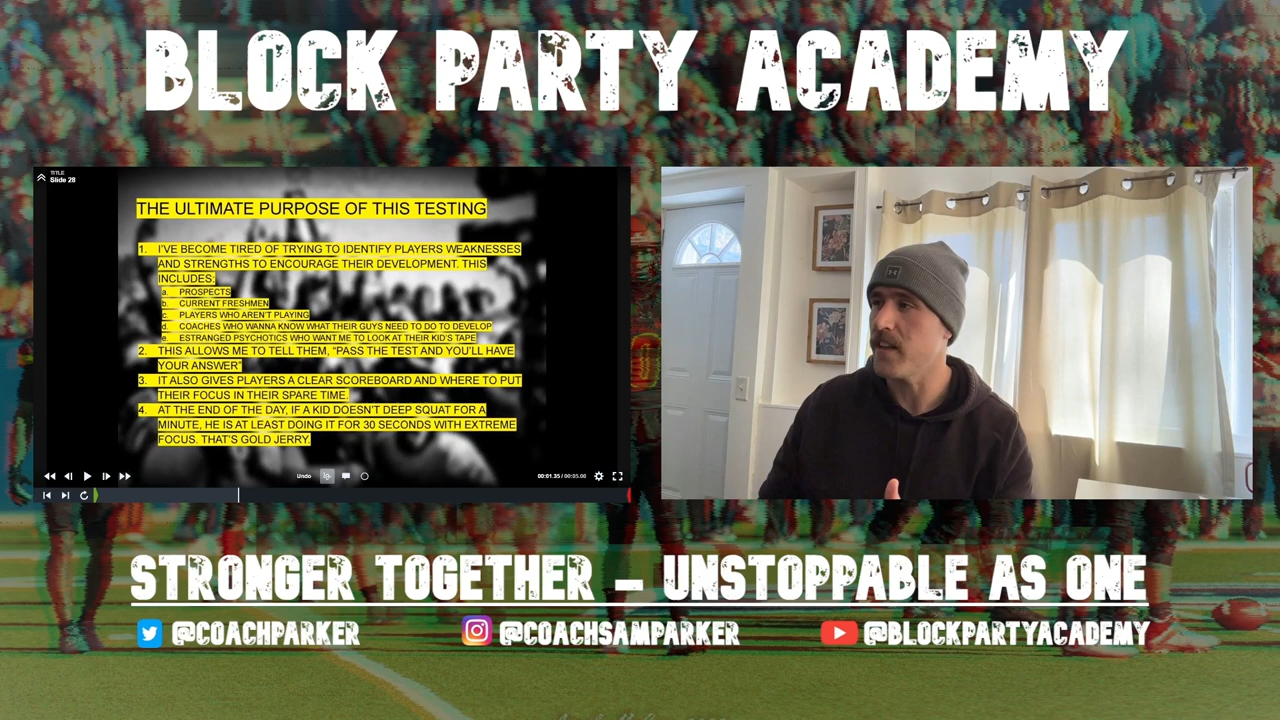 BLOCK PARTY ACADEMY
TITLE
Slide 28
THE ULTIMATE PURPOSE OF THIS TESTING
1. I'VE BECOME TIRED OF TRYING TO IDENTIFY PLAYERS WEAKNESSES
AND STRENGTHS TO ENCOURAGE THEIR DEVELOPMENT. THIS
INCLUDES:
a. PROSPECTS
b. CURRENT FRESHMEN
c. PLAYERS WHO AREN'T PLAYING
d. COACHES WHO WANNA KNOW WHAT THEIR GUYS NEED TO DO TO DEVELOP
e. ESTRANGED PSYCHOTICS WHO WANT ME TO LOOK AT THEIR KID'S TAPE
2. THIS ALLOWS ME TO TELL THEM, "PASS THE TEST AND YOU'LL HAVE
YOUR ANSWER"
3. IT ALSO GIVES PLAYERS A CLEAR SCOREBOARD AND WHERE TO PUT
THEIR FOCUS IN THEIR SPARE TIME.
4. AT THE END OF THE DAY, IF A KID DOESN'T DEEP SQUAT FOR A
MINUTE, HE IS AT LEAST DOING IT FOR 30 SECONDS WITH EXTREME
FOCUS. THAT'S GOLD JERRY.
Undo
00:01.35 / 00:05.00
STRONGER TOGETHER - UNSTOPPABLE AS ONE
@COACHPARKER
@COACHSAMPARKER
@BLOCKPARTYACADEMY